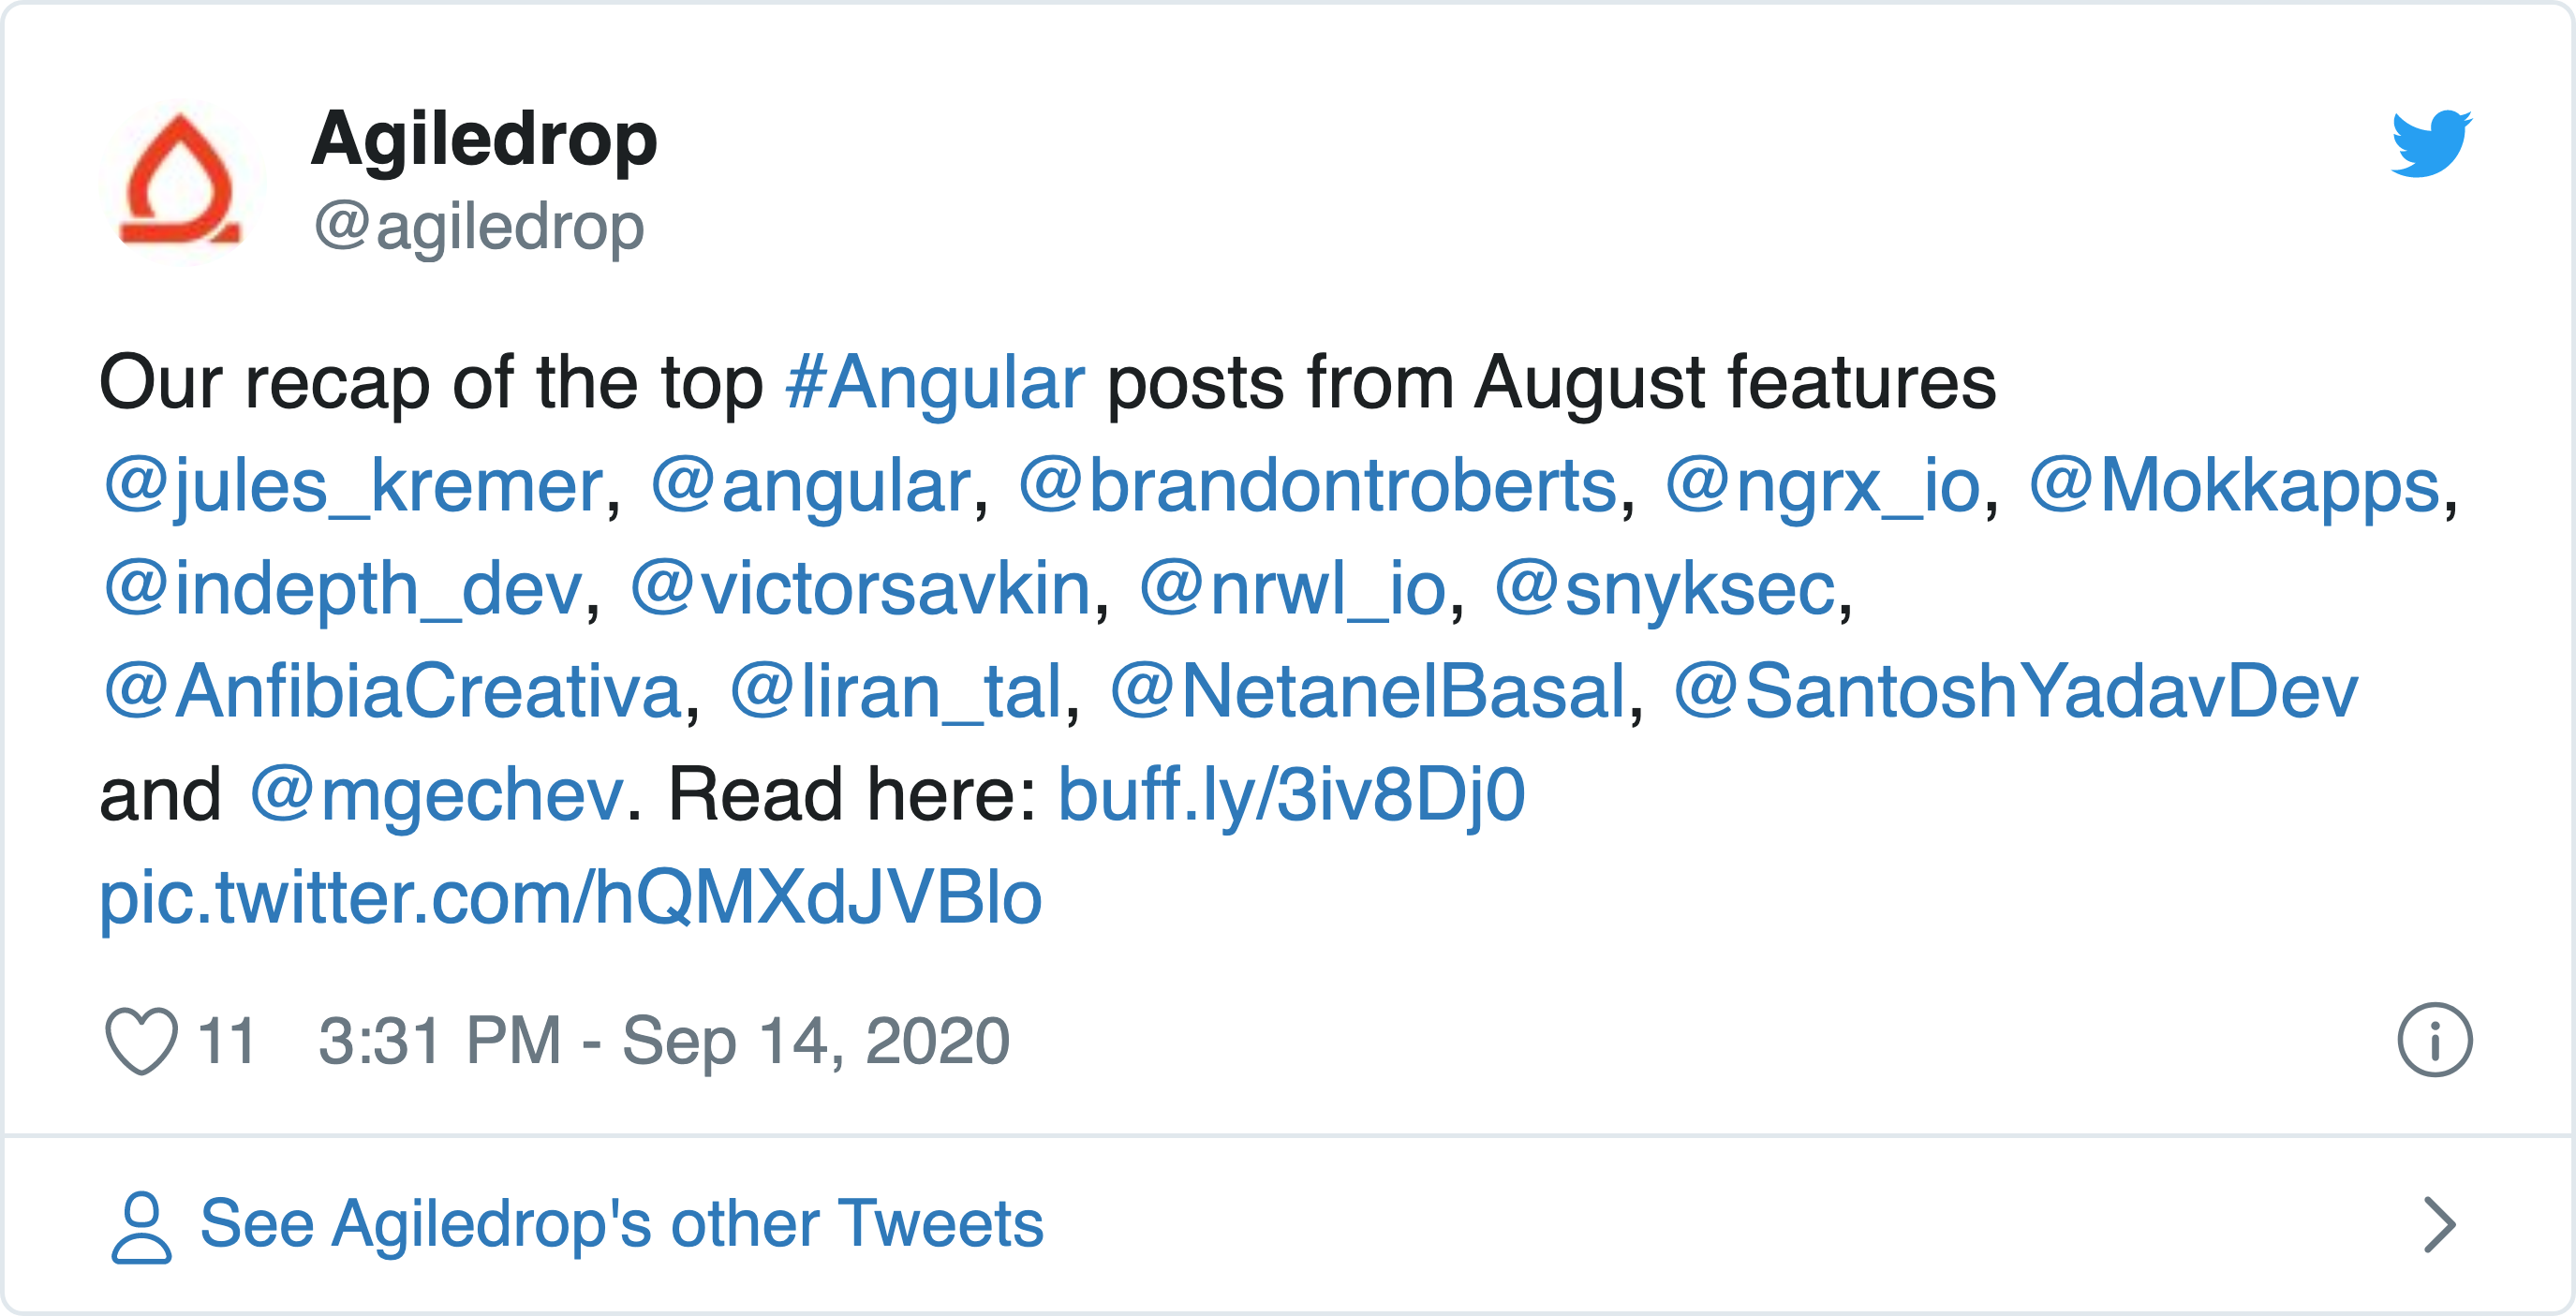 Agiledrop
@agiledrop
Our recap of the top #Angular posts from August features
@jules_kremer, @angular, @brandontroberts, @ngrx_io, @Mokkapps,
@indepth_dev, @victorsavkin, @nrwl_io, @snyksec,
@AnfibiaCreativa, @liran_tal, @NetanelBasal, @SantoshYadavDev
and @mgechev. Read here: buff.ly/3iv8Dj0
pic.twitter.com/hQMXdJVBlo
11 3:31 PM - Sep 14, 2020
See Agiledrop's other Tweets